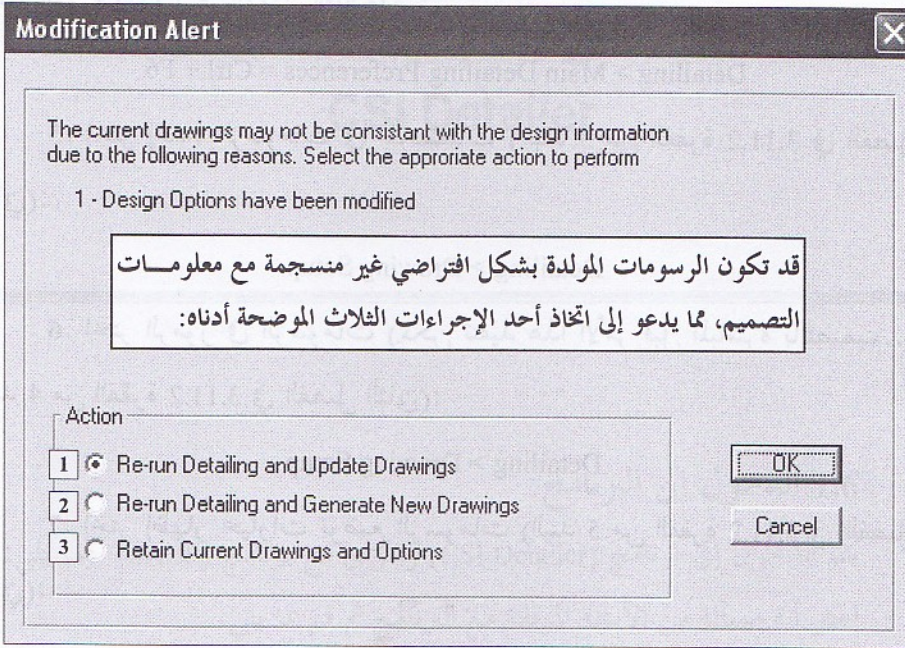 Modification Alert
The current drawings may not be consistant with the design information
due to the following reasons. Select the approriate action to perform
1 - Design Options have been modified
قد تكون الرسومات المولدة بشكل افتراضي غير منسجمة مع معلومـــات
التصميم، مما يدعو إلى اتخاذ أحد الإجراءات الثلاث الموضحة أدناه:
Action
1 Re-run Detailing and Update Drawings
2 Re-run Detailing and Generate New Drawings
3 Retain Current Drawings and Options
OK
Cancel